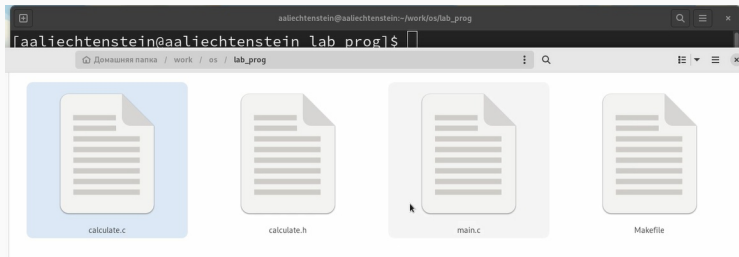 aaliechtenstein@aaliechtenstein:~/work/os/lab_prog
[aaliechtenstein@aaliechtenstein lab_prog]$
Домашняя папка / work / os / lab_prog
calculate.c calculate.h main.c Makefile